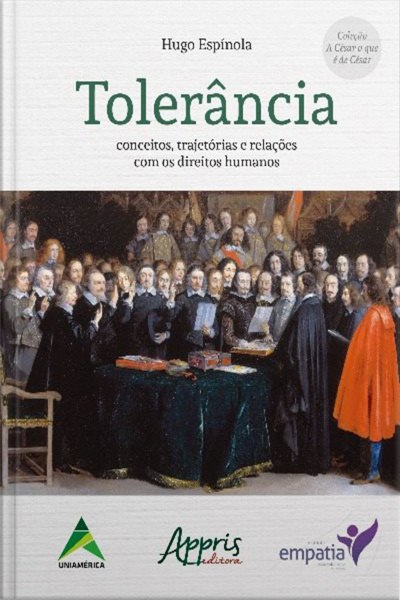 Hugo Espínola
Coleção
A César o que
é de César
Tolerância
conceitos, trajetórias e relações
com os direitos humanos
UNIAMÉRICA
Appris
editora
empatia